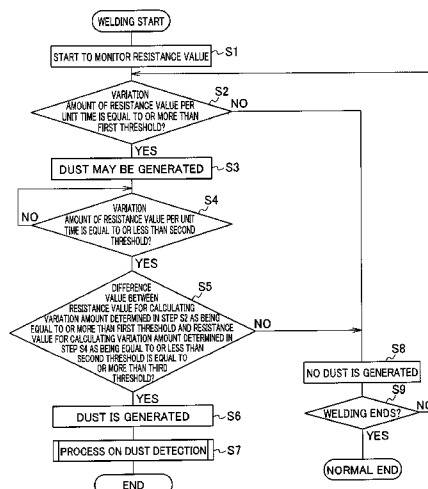 WELDING START
START TO MONITOR RESISTANCE VALUE
S1
VARIATION
AMOUNT OF RESISTANCE VALUE PER
UNIT TIME IS EQUAL TO OR MORE THAN
FIRST THRESHOLD?
S2
NO
YES
DUST MAY BE GENERATED
S3
VARIATION
AMOUNT OF RESISTANCE VALUE PER UNIT
TIME IS EQUAL TO OR LESS THAN SECOND
THRESHOLD?
S4
NO
YES
DIFFERENCE
VALUE BETWEEN
RESISTANCE VALUE FOR CALCULATING
VARIATION AMOUNT DETERMINED IN STEP S2 AS BEING
EQUAL TO OR MORE THAN FIRST THRESHOLD AND RESISTANCE
VALUE FOR CALCULATING VARIATION AMOUNT DETERMINED IN
STEP S4 AS BEING EQUAL TO OR LESS THAN
SECOND THRESHOLD IS EQUAL TO
OR MORE THAN THIRD
THRESHOLD?
S5
NO
YES
DUST IS GENERATED
S6
PROCESS ON DUST DETECTION
S7
END
NO DUST IS GENERATED
S8
WELDING ENDS?
S9
NO
YES
NORMAL END